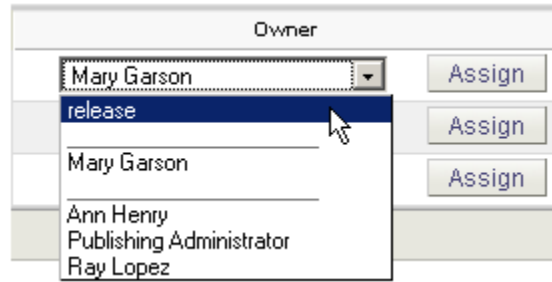 Owner
Mary Garson Assign
release
Assign
Mary Garson
Assign
Ann Henry
Publishing Administrator
Ray Lopez